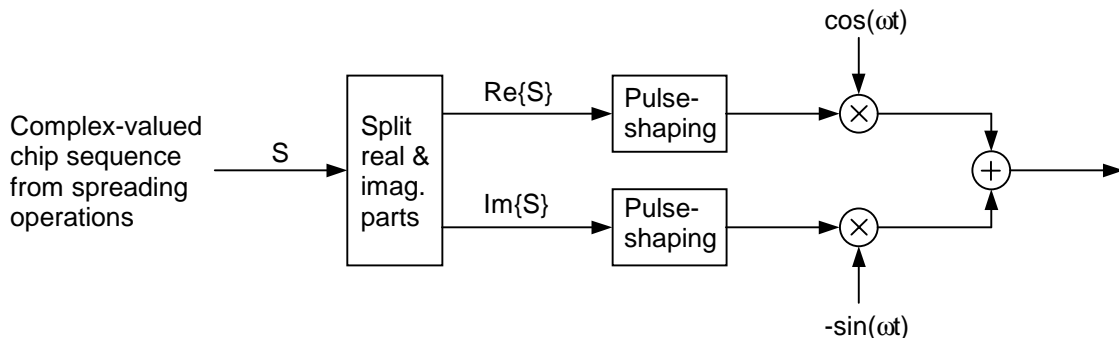 cos(ωt)
Complex-valued
chip sequence
from spreading
operations
S
Split
real &
imag.
parts
Re{S}
Pulse-
shaping
×
+
Im{S}
Pulse-
shaping
×
-sin(ωt)